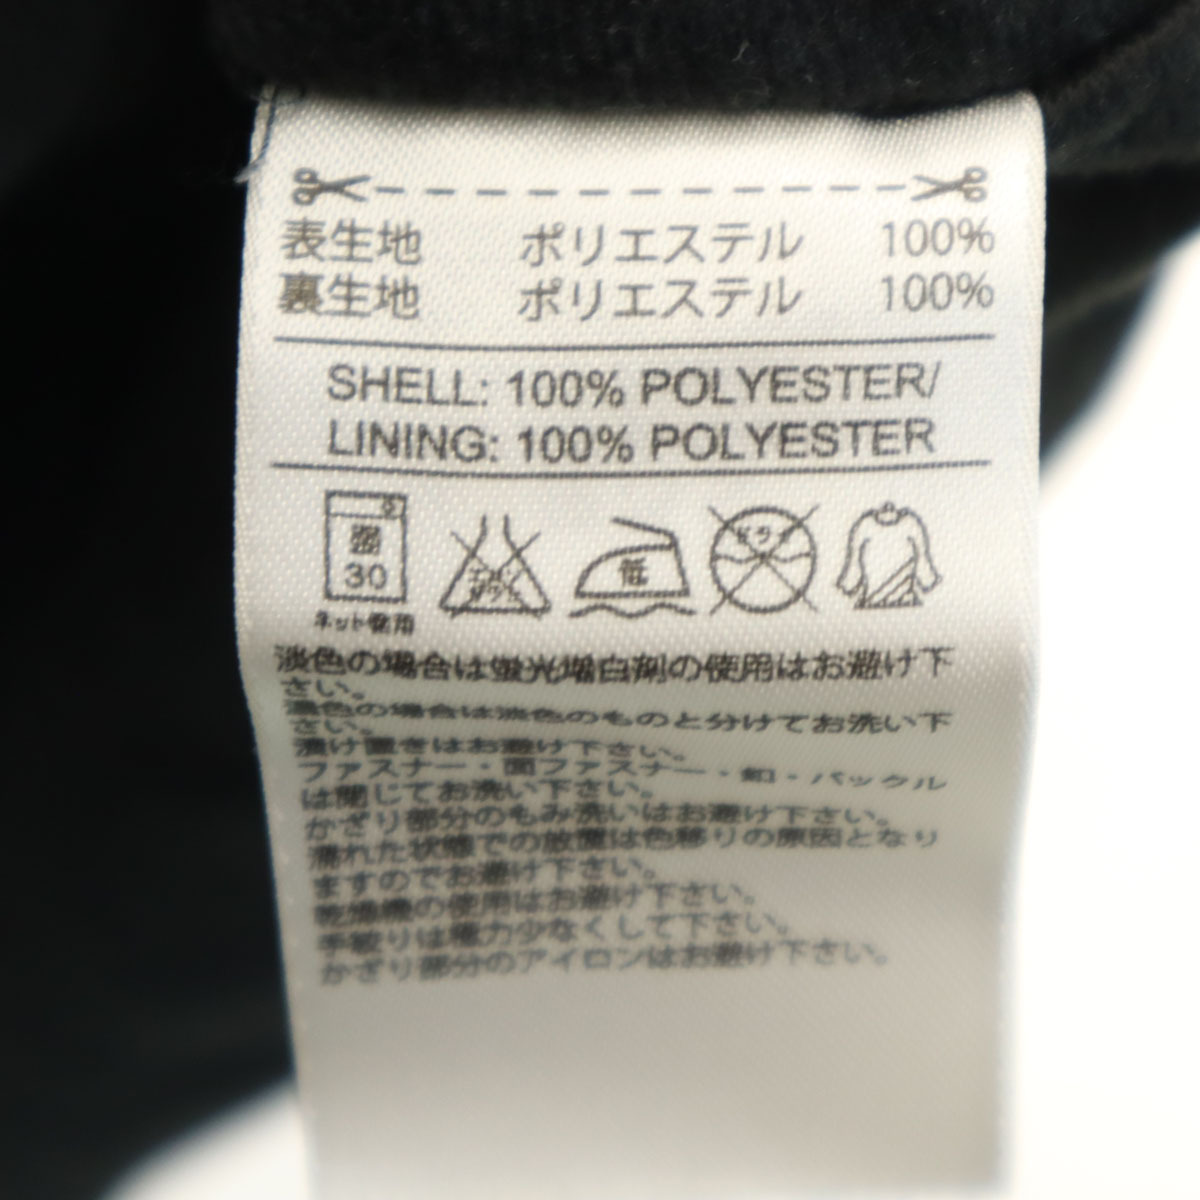 表生地 ポリエステル 100%
裏生地 ポリエステル 100%
SHELL: 100% POLYESTER/
LINING: 100% POLYESTER
弱
30
ネット使用
低
ドライ
淡色の場合は蛍光増白剤の使用はお避け下
さい。
濃色の場合は淡色のものと分けてお洗い下
さい。
漬け置きはお避け下さい。
ファスナー・面ファスナー・釦・バックル
は閉じてお洗い下さい。
かざり部分のもみ洗いはお避け下さい。
濡れた状態での放置は色移りの原因となり
ますのでお避け下さい。
乾燥機の使用はお避け下さい。
手絞りは電力少なくして下さい。
かざり部分のアイロンはお避け下さい。